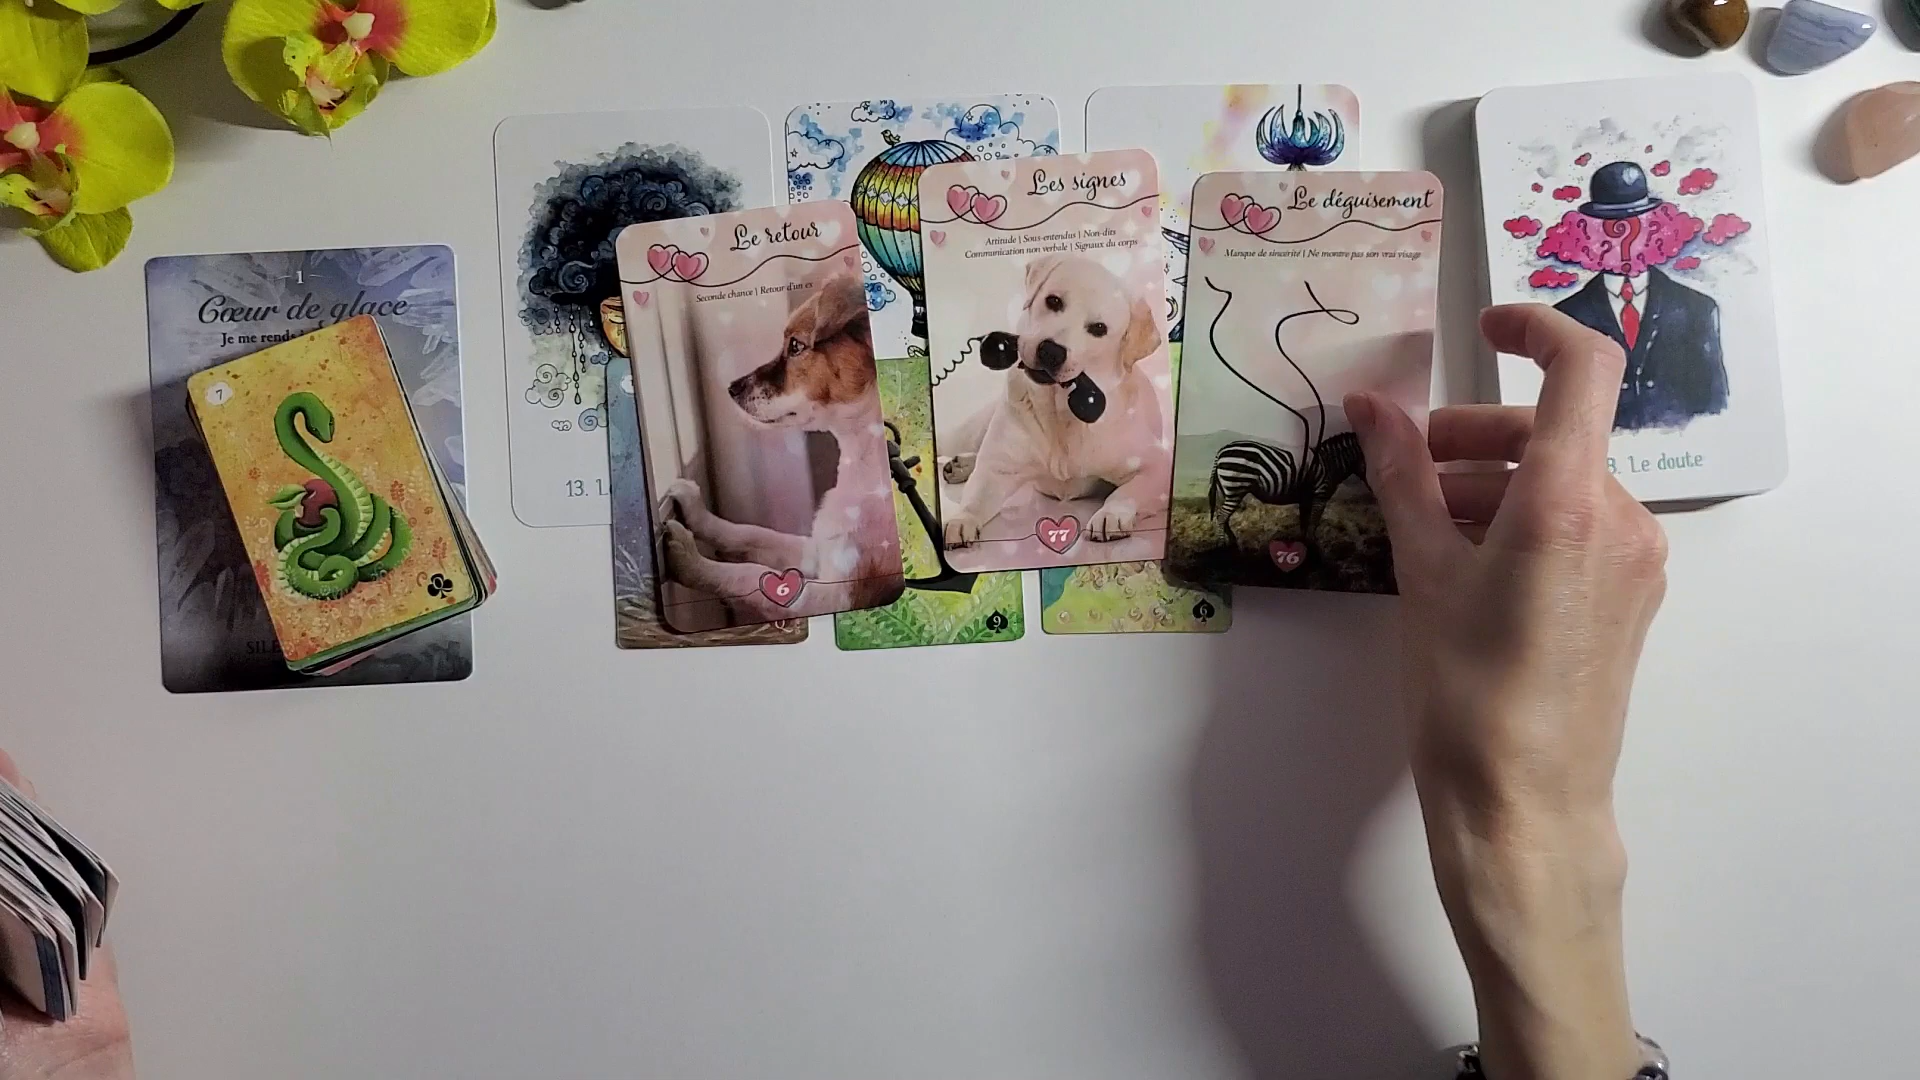 1
Cœur de glace
Je me rends
SILE
7
13. L
Le retour
Seconde chance | Retour d'un ex
6
Q
9
Les signes
Attitude | Sous-entendus | Non-dits
Communication non verbale | Signaux du corps
77
6
Le déguisement
Manque de sincérité | Ne montre pas son vrai visage
76
8. Le doute